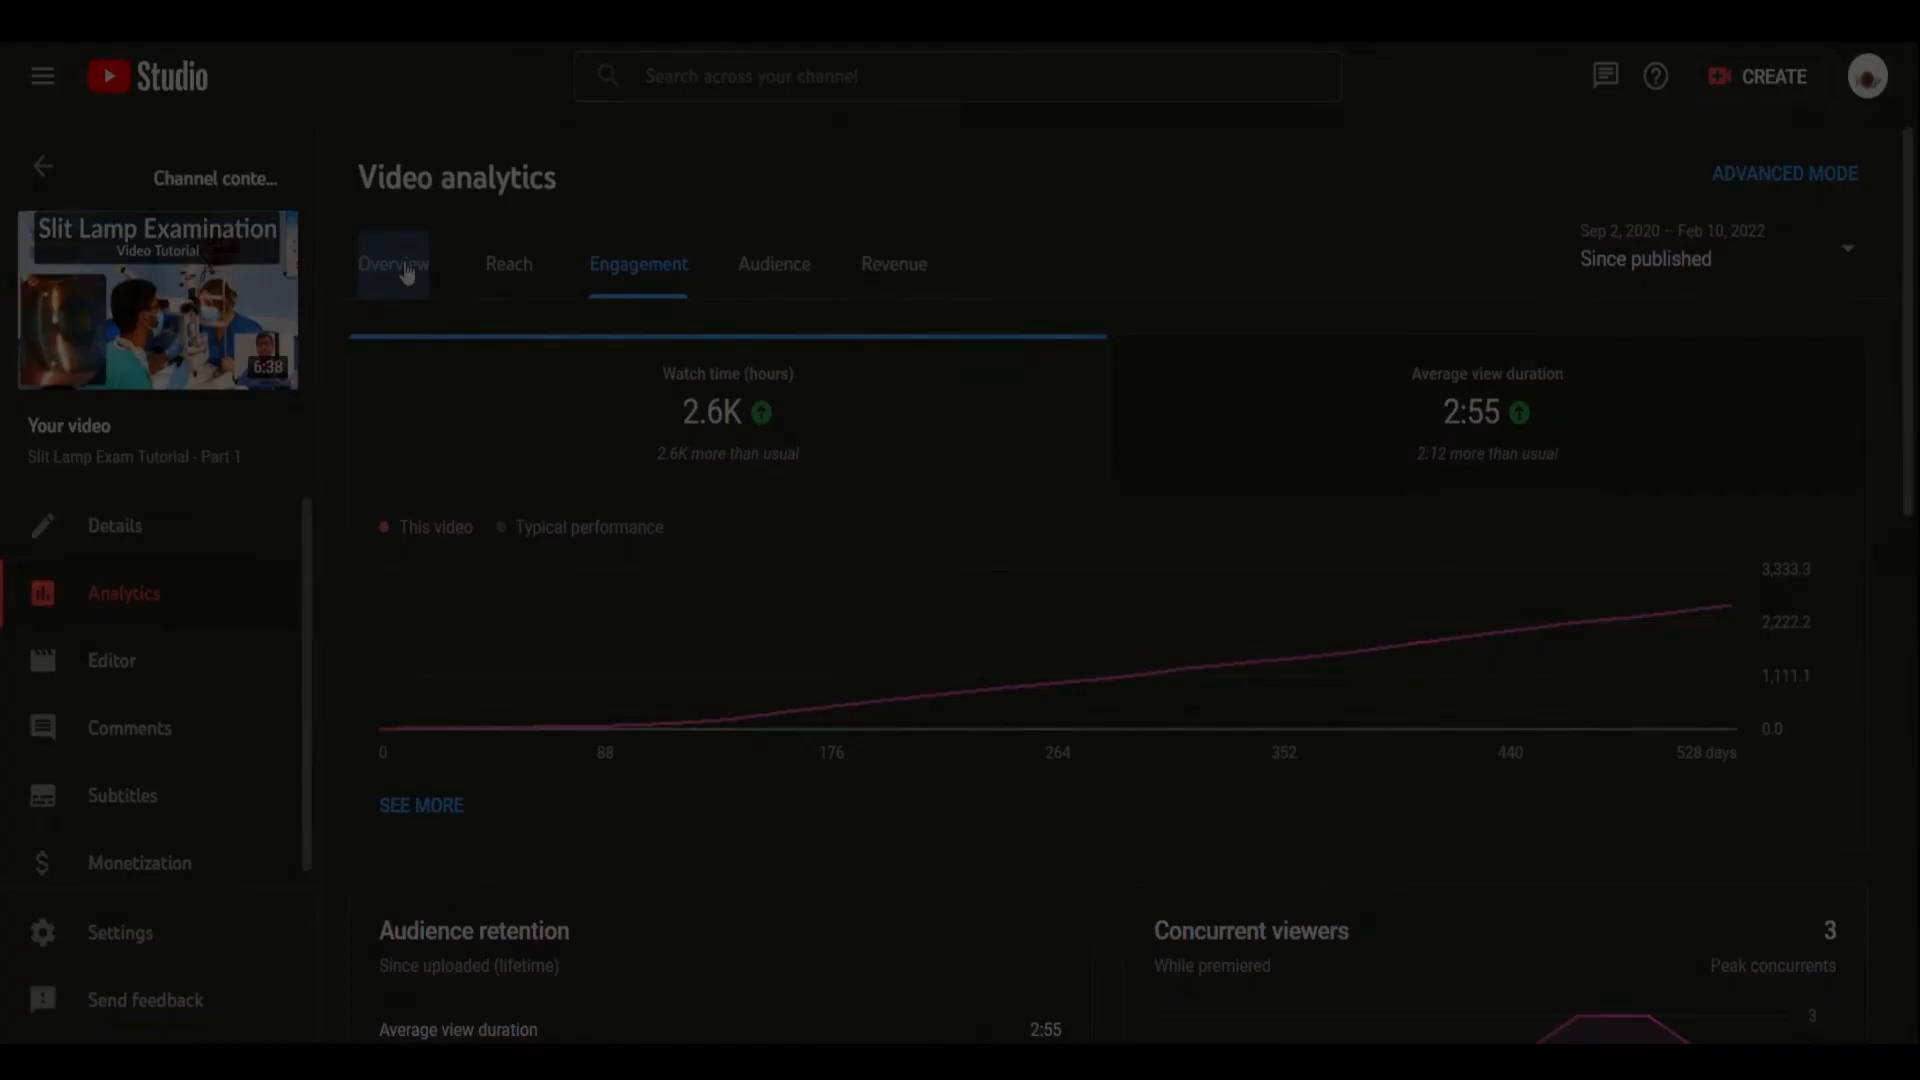 Studio
Search across your channel
CREATE
Channel conte...
Slit Lamp Examination
Video Tutorial
6:38
Your video
Slit Lamp Exam Tutorial - Part 1
Details
Analytics
Editor
Comments
Subtitles
Monetization
Settings
Send feedback
Video analytics
ADVANCED MODE
Overview Reach Engagement Audience Revenue
Sep 2, 2020 – Feb 10, 2022
Since published
Watch time (hours)
2.6K
2.6K more than usual
Average view duration
2:55
2:12 more than usual
This video Typical performance
3,333.3
2,222.2
1,111.1
0.0
0 88 176 264 352 440 528 days
SEE MORE
Audience retention
Since uploaded (lifetime)
Average view duration 2:55
Concurrent viewers 3
While premiered Peak concurrents
3